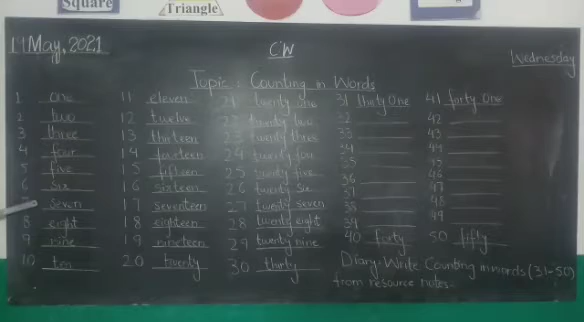 Square
Triangle
11 May, 2021
CW
Wednesday
Topic: Counting in Words
1 one 11 eleven 21 twenty one 31 thirty One 41 forty One
2 two 12 twelve 22 twenty two 32 42
3 three 13 thirteen 23 twenty three 33 43
4 four 14 fourteen 24 twenty four 34 44
5 five 15 fifteen 25 twenty five 35 45
6 six 16 sixteen 26 twenty six 36 46
7 seven 17 seventeen 27 twenty seven 37 47
8 eight 18 eighteen 28 twenty eight 38 48
9 nine 19 nineteen 29 twenty nine 39 49
10 ten 20 twenty 30 thirty 40 forty 50 fifty
Diary:- Write Counting in words (31-50)
from resource notes.